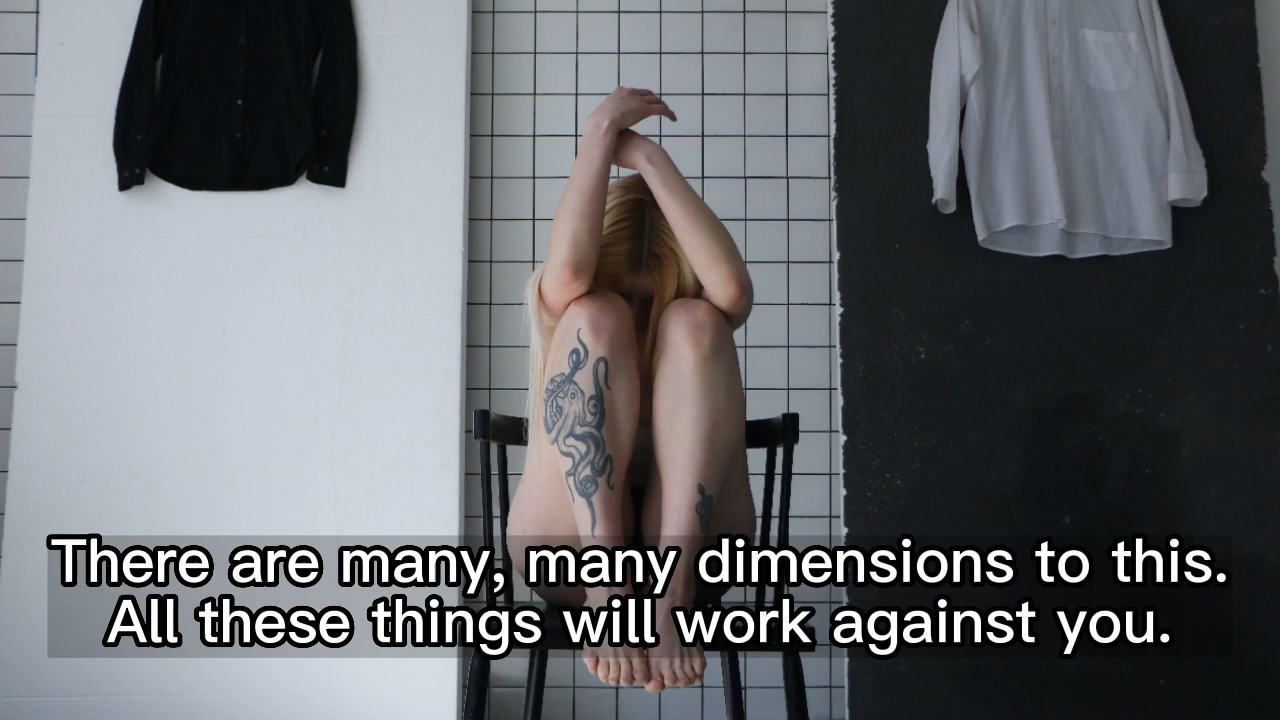 There are many, many dimensions to this.
All these things will work against you.